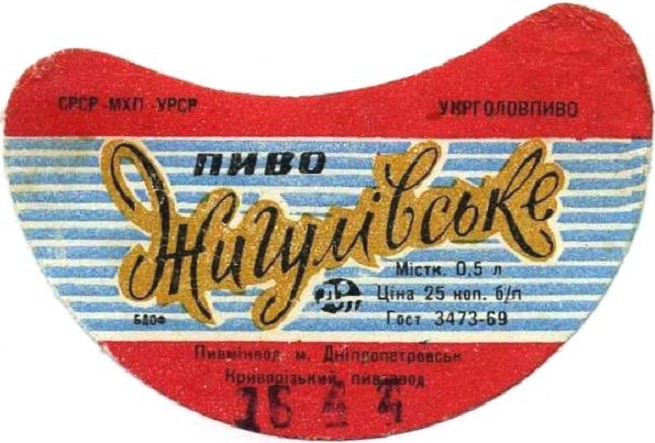 СРСР-МХП-УРСР УКРГОЛОВПИВО
ПИВО
Жигулівське
Містк. 0,5 л
Ціна 25 коп. б/п
Гост 3473-69
БДОФ
Пивмінвод м. Дніпропетровськ
Криворізький пивзавод